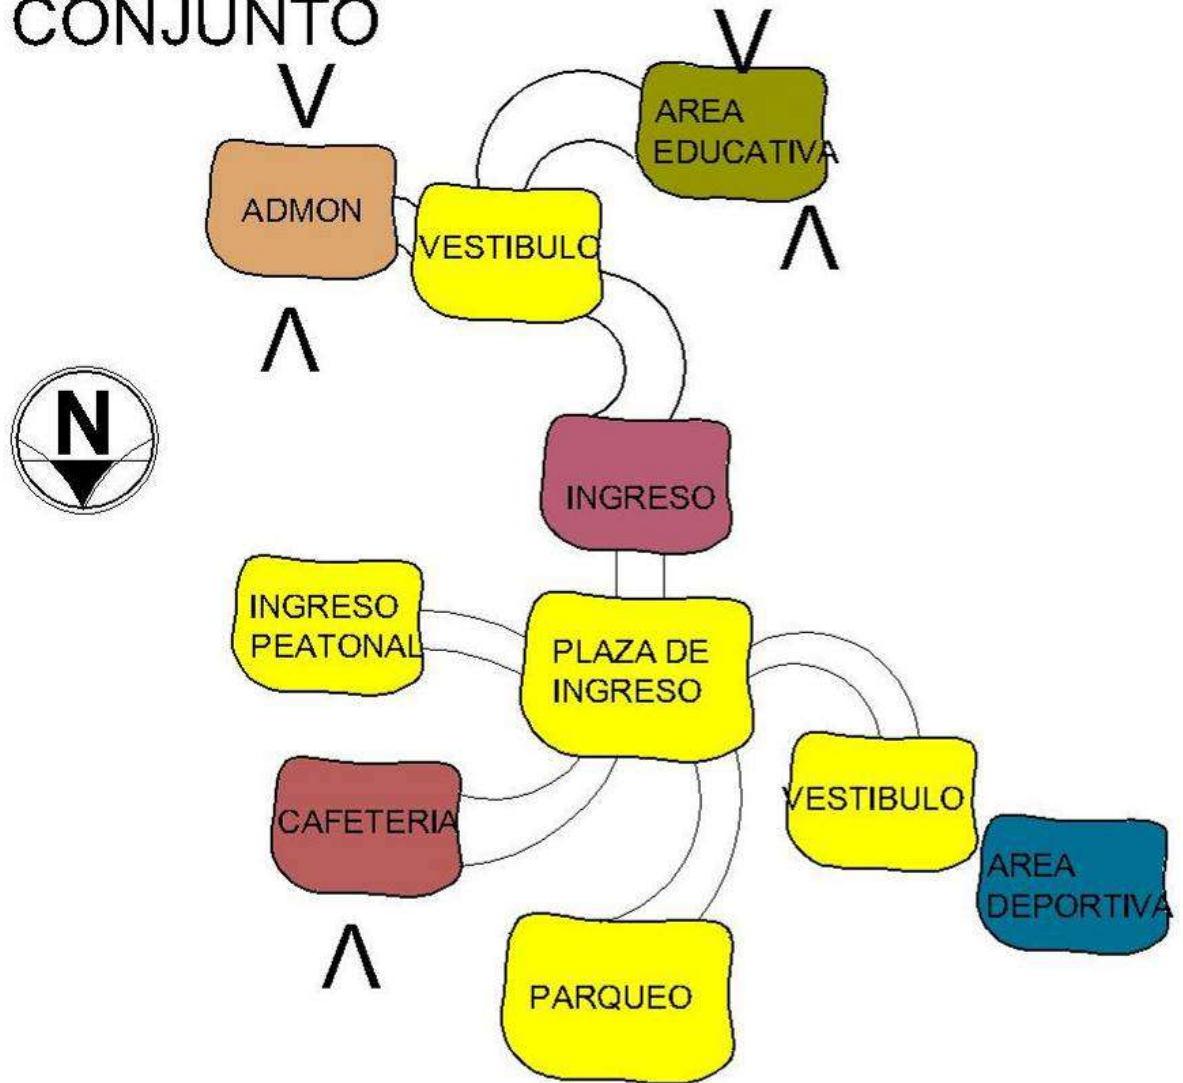 CONJUNTO
V
V
AREA
EDUCATIVA
ADMON
VESTIBULO
Λ
Λ
N
INGRESO
INGRESO
PEATONAL
PLAZA DE
INGRESO
CAFETERIA
VESTIBULO
AREA
DEPORTIVA
Λ
PARQUEO